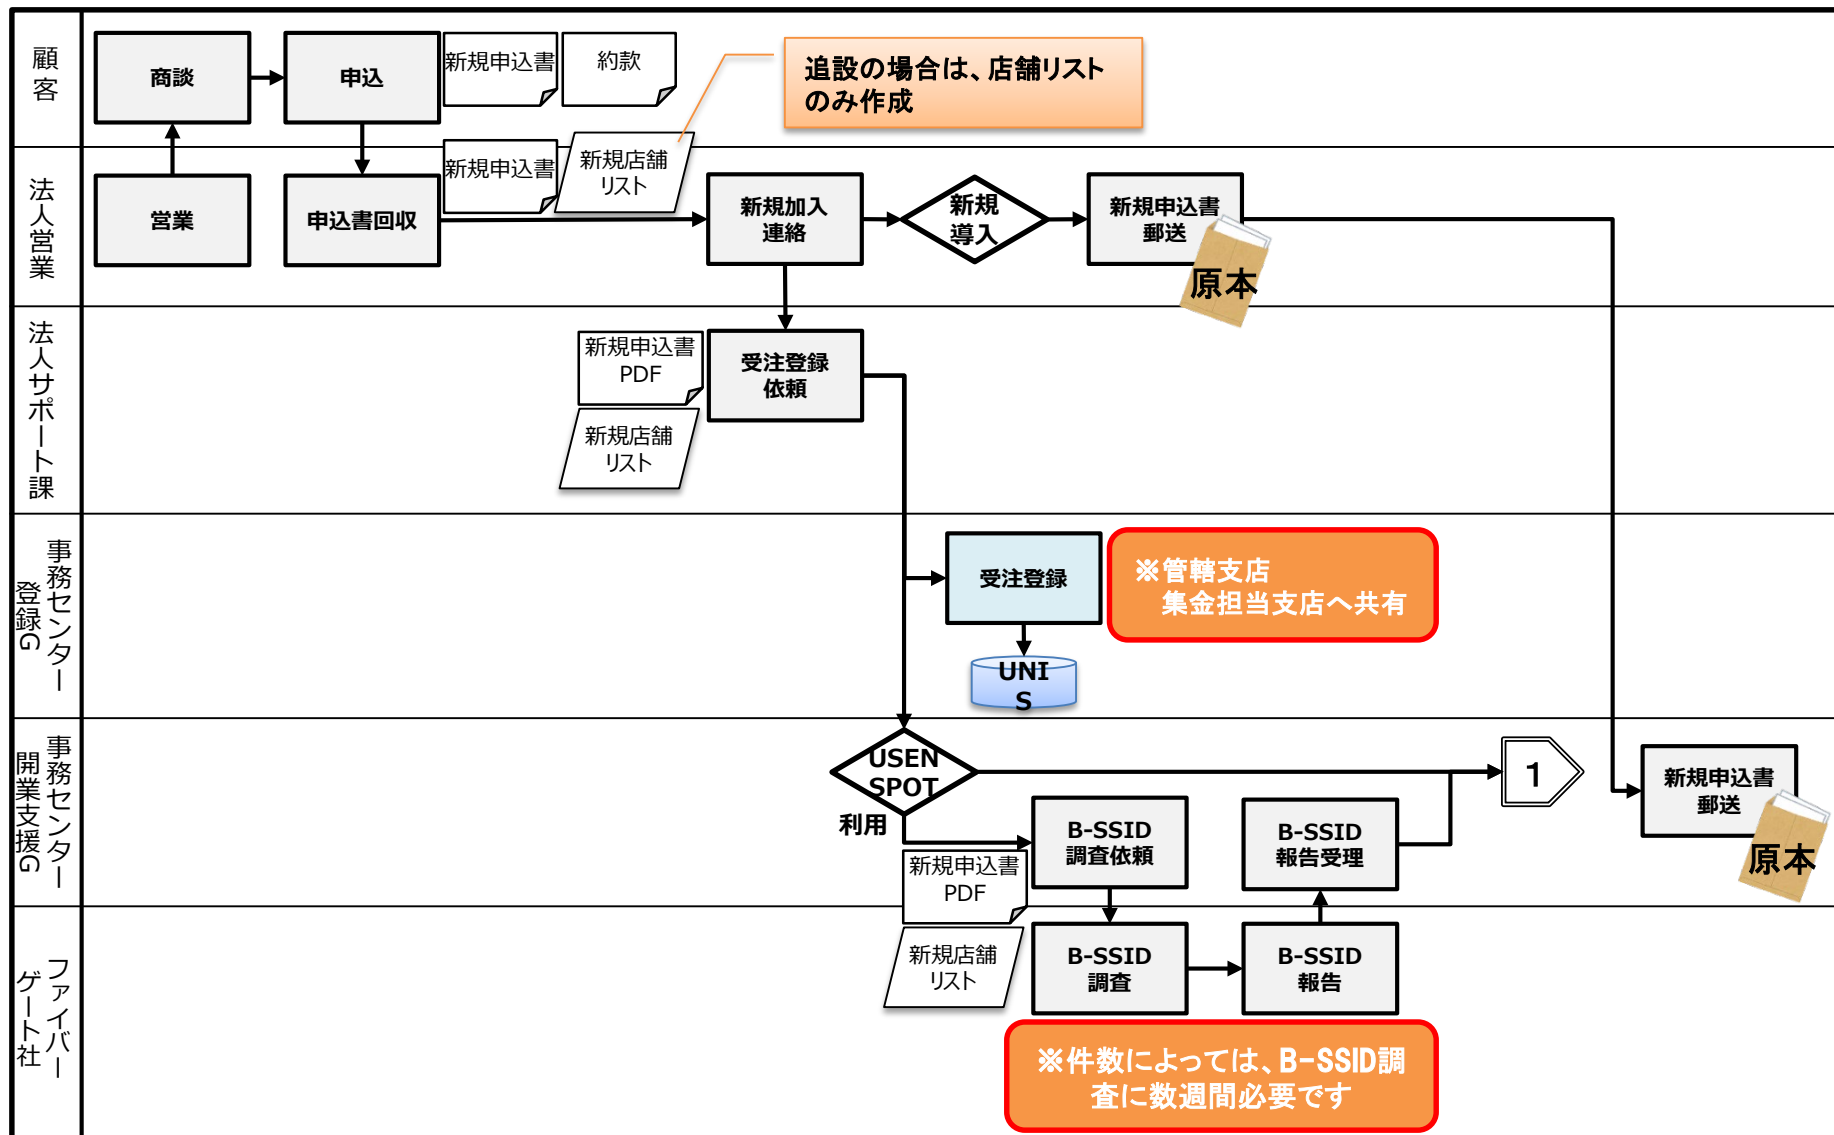 顧客
商談
申込
新規申込書
約款
追設の場合は、店舗リスト
のみ作成
法人営業
営業
申込書回収
新規申込書
新規店舗
リスト
新規加入
連絡
新規
導入
新規申込書
郵送
原本
法人サポート課
新規申込書
PDF
新規店舗
リスト
受注登録
依頼
事務センター
登録G
受注登録
※管轄支店
集金担当支店へ共有
UNI
S
事務センター
開業支援G
USEN
SPOT
利用
1
新規申込書
郵送
原本
B-SSID
調査依頼
B-SSID
報告受理
新規申込書
PDF
ファイバー
ゲート社
新規店舗
リスト
B-SSID
調査
B-SSID
報告
※件数によっては、B-SSID調
査に数週間必要です